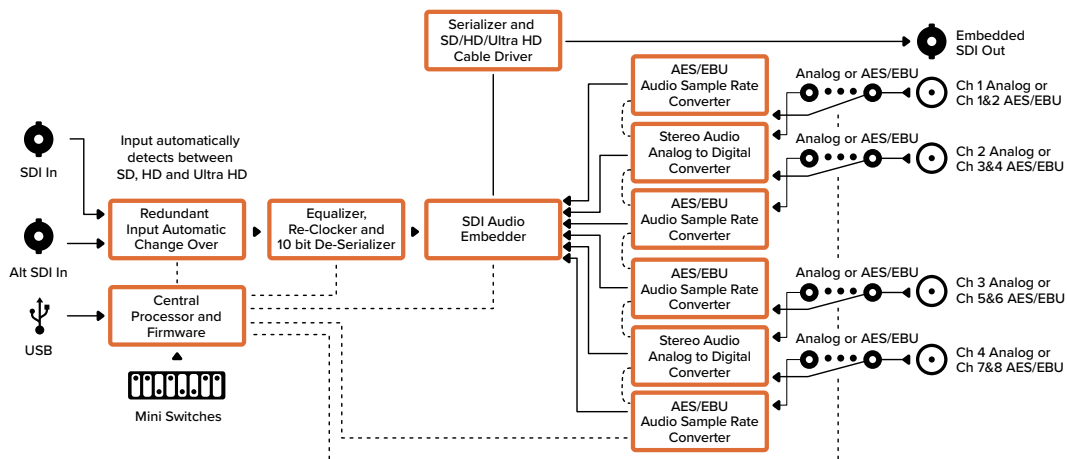 Serializer and
SD/HD/Ultra HD
Cable Driver
Embedded
SDI Out
AES/EBU
Audio Sample Rate
Converter
Analog or AES/EBU
Ch 1 Analog or
Ch 1&2 AES/EBU
SDI In
Input automatically
detects between
SD, HD and Ultra HD
Stereo Audio
Analog to Digital
Converter
Analog or AES/EBU
Ch 2 Analog or
Ch 3&4 AES/EBU
Alt SDI In
Redundant
Input Automatic
Change Over
Equalizer,
Re-Clocker and
10 bit De-Serializer
SDI Audio
Embedder
AES/EBU
Audio Sample Rate
Converter
USB
Central
Processor and
Firmware
AES/EBU
Audio Sample Rate
Converter
Analog or AES/EBU
Ch 3 Analog or
Ch 5&6 AES/EBU
Mini Switches
Stereo Audio
Analog to Digital
Converter
Analog or AES/EBU
Ch 4 Analog or
Ch 7&8 AES/EBU
AES/EBU
Audio Sample Rate
Converter